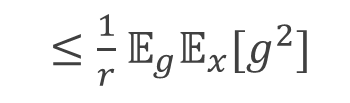 ≤ 1/r 𝔼_g 𝔼_x [g²]